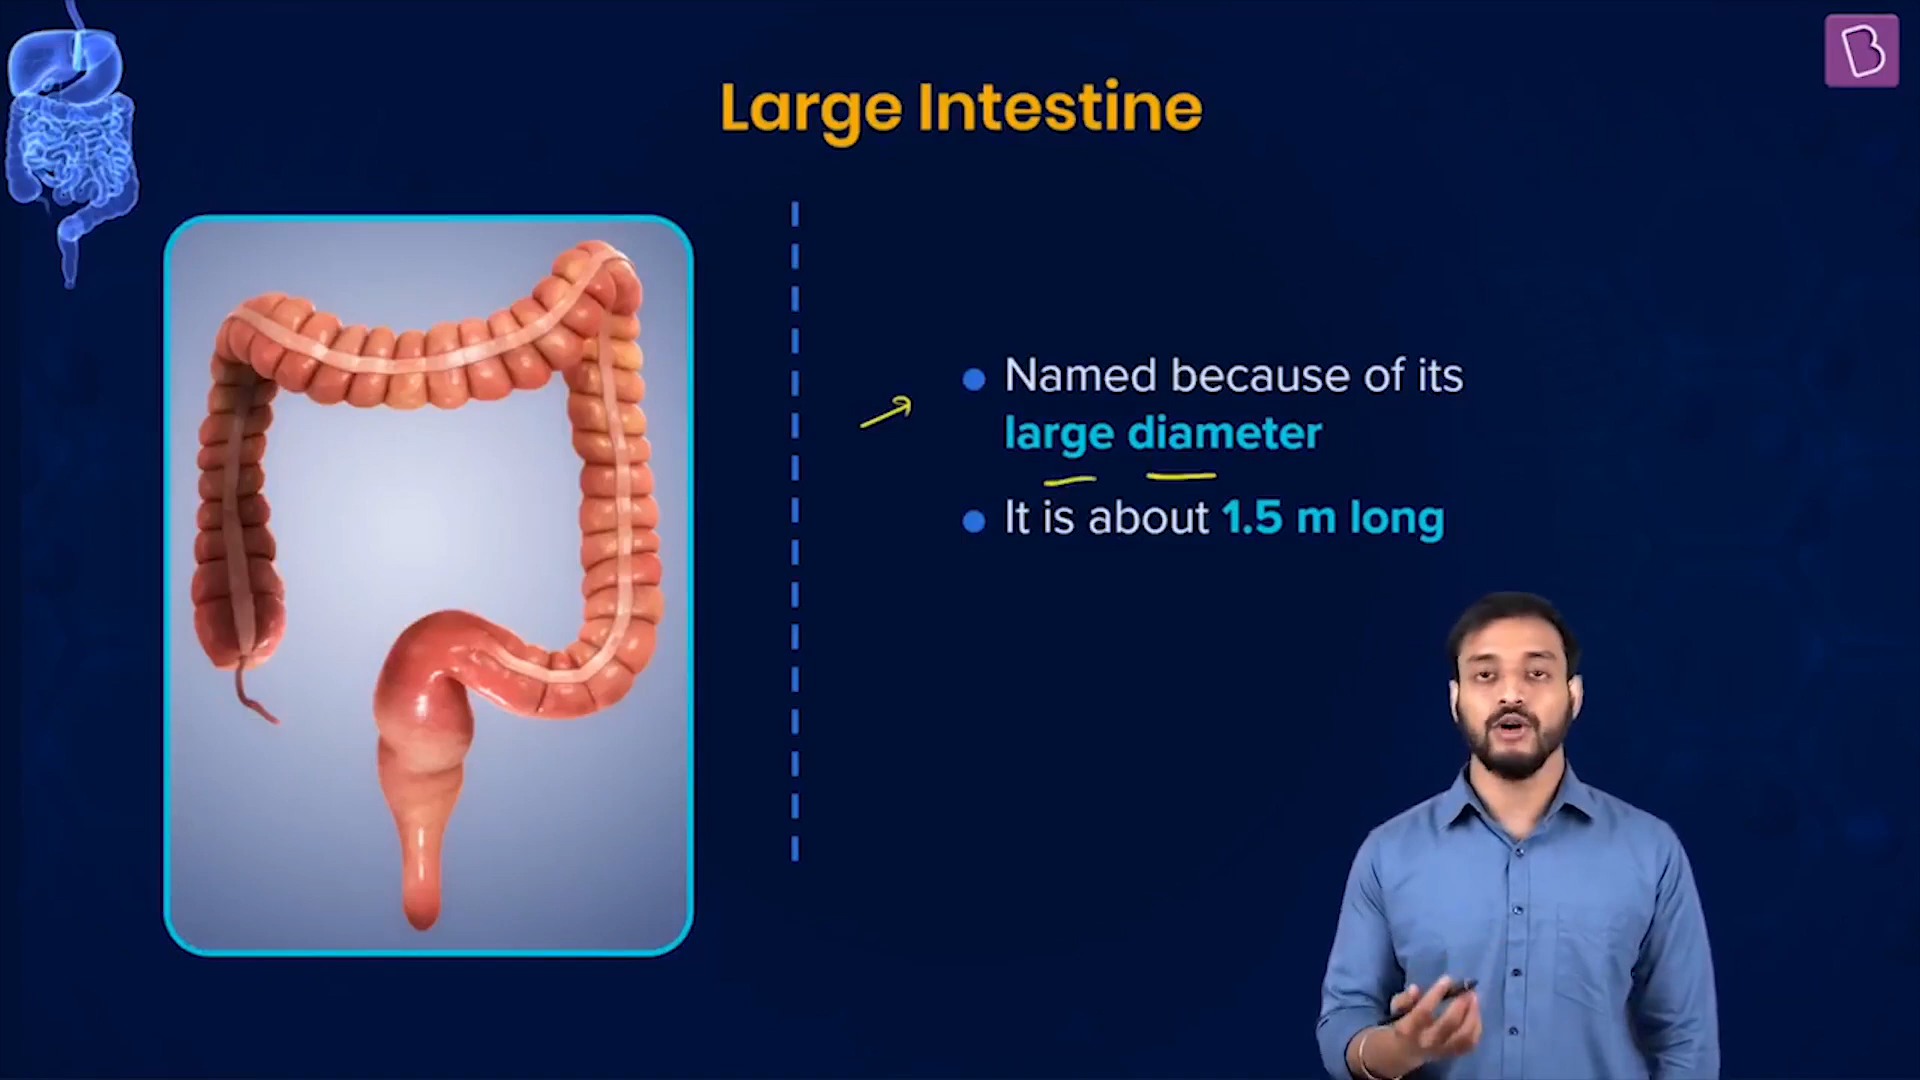 B
Large Intestine
Named because of its
large diameter
It is about 1.5 m long